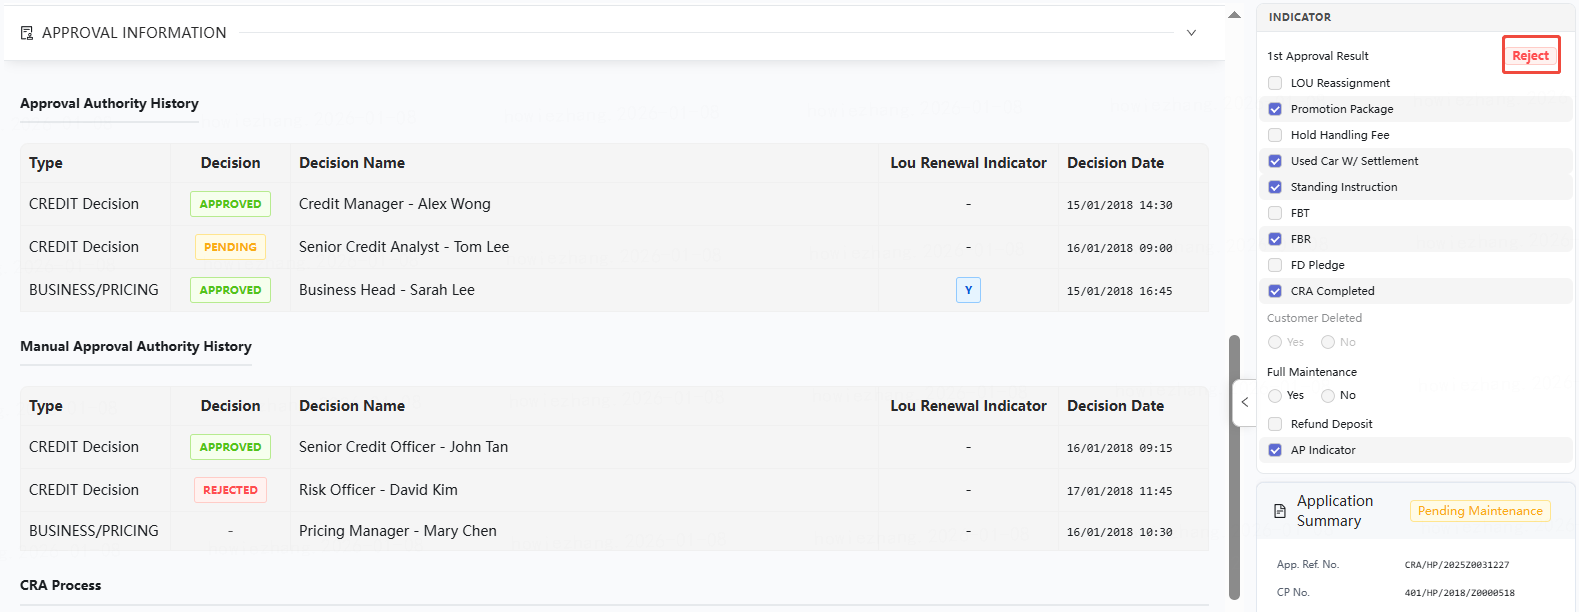 APPROVAL INFORMATION
Approval Authority History
Type Decision Decision Name Lou Renewal Indicator Decision Date
CREDIT Decision APPROVED Credit Manager - Alex Wong - 15/01/2018 14:30
CREDIT Decision PENDING Senior Credit Analyst - Tom Lee - 16/01/2018 09:00
BUSINESS/PRICING APPROVED Business Head - Sarah Lee Y 15/01/2018 16:45
Manual Approval Authority History
Type Decision Decision Name Lou Renewal Indicator Decision Date
CREDIT Decision APPROVED Senior Credit Officer - John Tan - 16/01/2018 09:15
CREDIT Decision REJECTED Risk Officer - David Kim - 17/01/2018 11:45
BUSINESS/PRICING - Pricing Manager - Mary Chen - 16/01/2018 10:30
CRA Process
INDICATOR
1st Approval Result Reject
LOU Reassignment
Promotion Package
Hold Handling Fee
Used Car W/ Settlement
Standing Instruction
FBT
FBR
FD Pledge
CRA Completed
Customer Deleted
Yes No
Full Maintenance
Yes No
Refund Deposit
AP Indicator
Application
Summary
Pending Maintenance
App. Ref. No. CRA/HP/2025Z0031227
CP No. 401/HP/2018/Z0000518